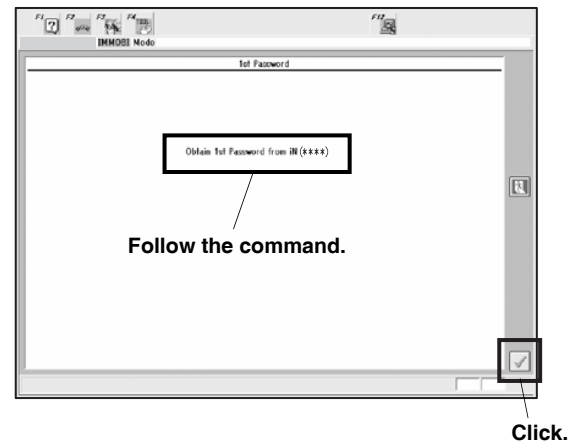 F1 F2 F3 F4 F12
IMMOBI Mode
1st Password
Obtain 1st Password from iN(****)
Follow the command.
Click.